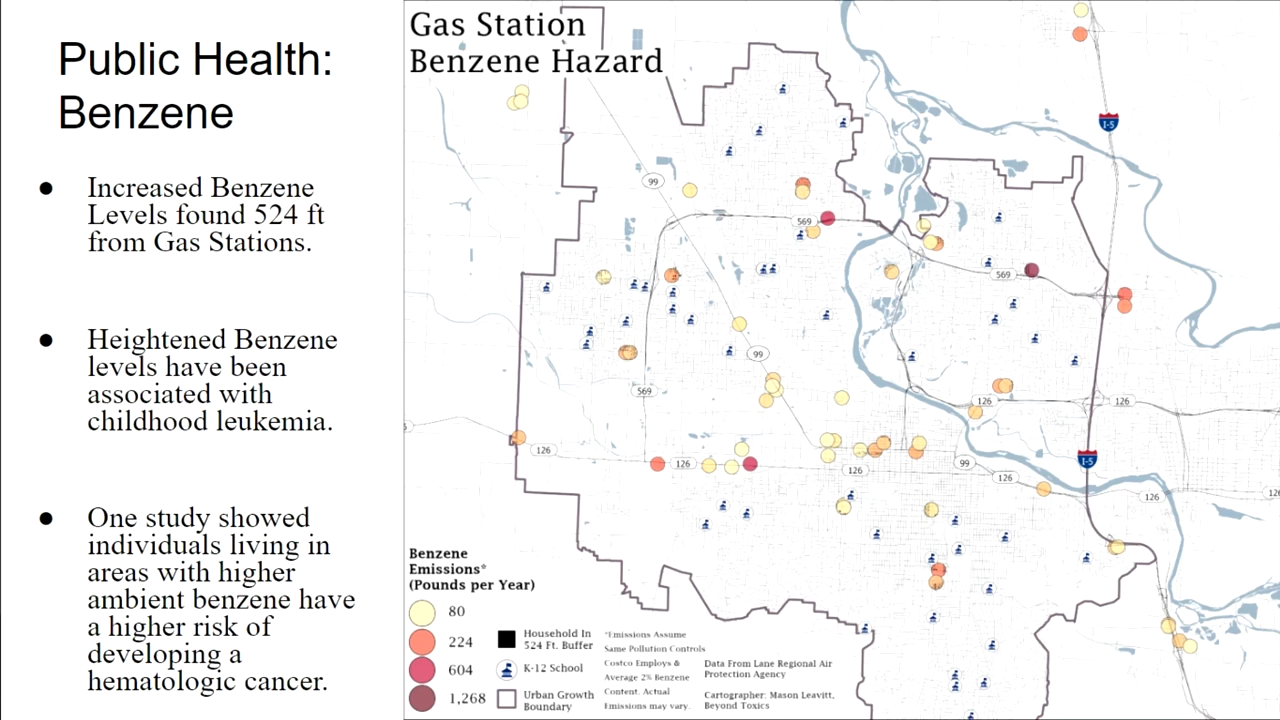 Public Health:
Benzene
● Increased Benzene
Levels found 524 ft
from Gas Stations.
● Heightened Benzene
levels have been
associated with
childhood leukemia.
● One study showed
individuals living in
areas with higher
ambient benzene have
a higher risk of
developing a
hematologic cancer.
Gas Station
Benzene Hazard
I-5
99
569
569
99
569
126
126
126
126
126
I-5
99
126
126
126
Benzene
Emissions*
(Pounds per Year)
80
224
604
1,268
Household In
524 Ft. Buffer
K-12 School
Urban Growth
Boundary
*Emissions Assume
Same Pollution Controls
Costco Employs &
Average 2% Benzene
Content. Actual
Emissions may vary.
Data From Lane Regional Air
Protection Agency
Cartographer: Mason Leavitt,
Beyond Toxics